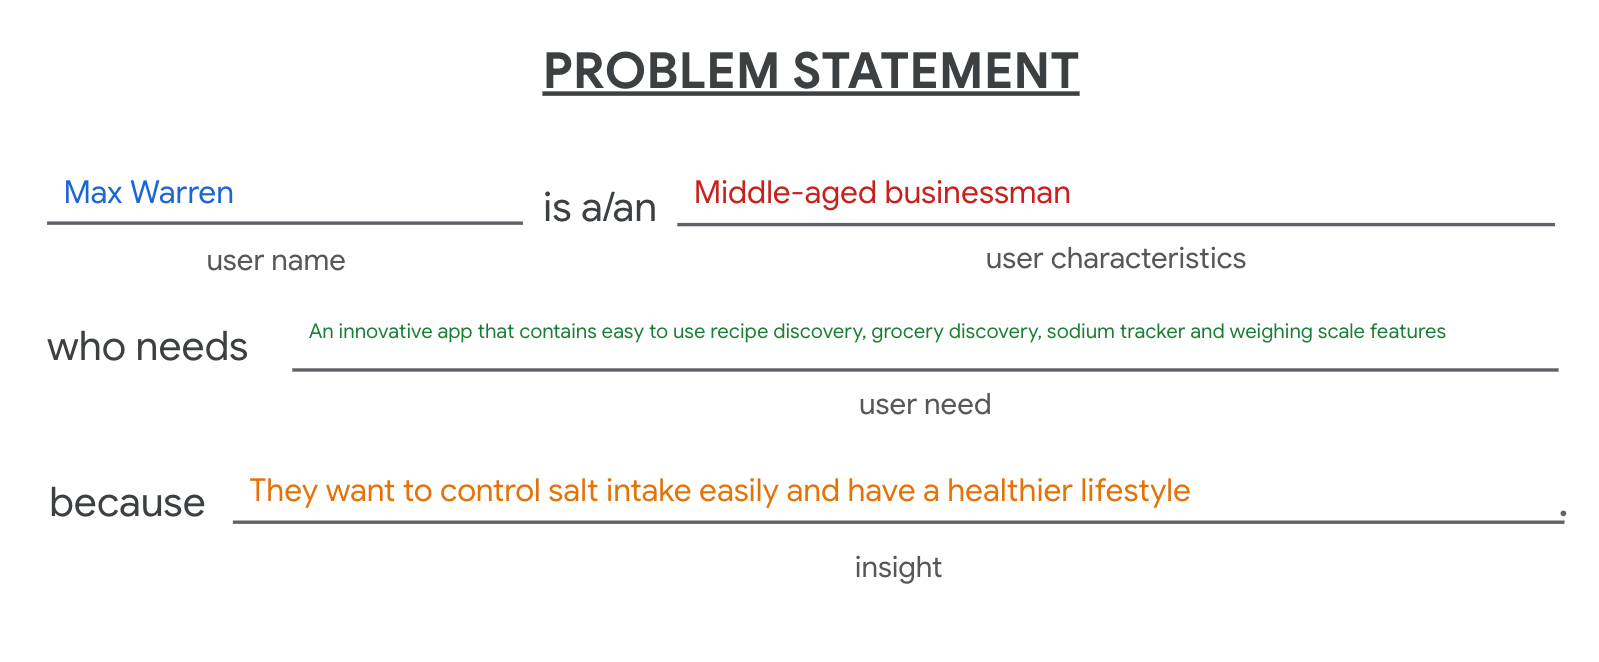 PROBLEM STATEMENT
Max Warren is a/an Middle-aged businessman
user name user characteristics
who needs An innovative app that contains easy to use recipe discovery, grocery discovery, sodium tracker and weighing scale features
user need
because They want to control salt intake easily and have a healthier lifestyle .
insight